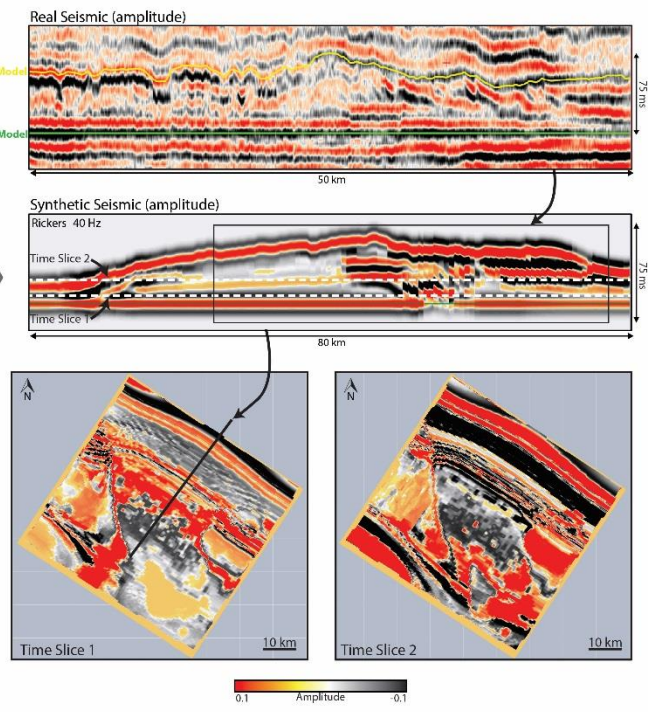 Real Seismic (amplitude)
Model
Model
75 ms
50 km
Synthetic Seismic (amplitude)
Rickers 40 Hz
Time Slice 2
Time Slice 1
75 ms
80 km
N
N
Time Slice 1
10 km
Time Slice 2
10 km
0.1
Amplitude
-0.1